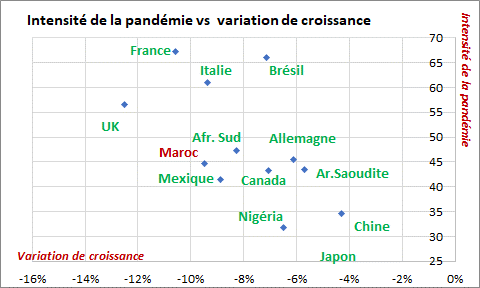 Intensité de la pandémie vs variation de croissance
70
65
60
55
50
45
40
35
30
25
Intensité de la pandémie
France
Italie
Brésil
UK
Afr. Sud
Allemagne
Maroc
Mexique
Canada
Ar.Saoudite
Nigéria
Chine
Japon
Variation de croissance
-16% -14% -12% -10% -8% -6% -4% -2% 0%